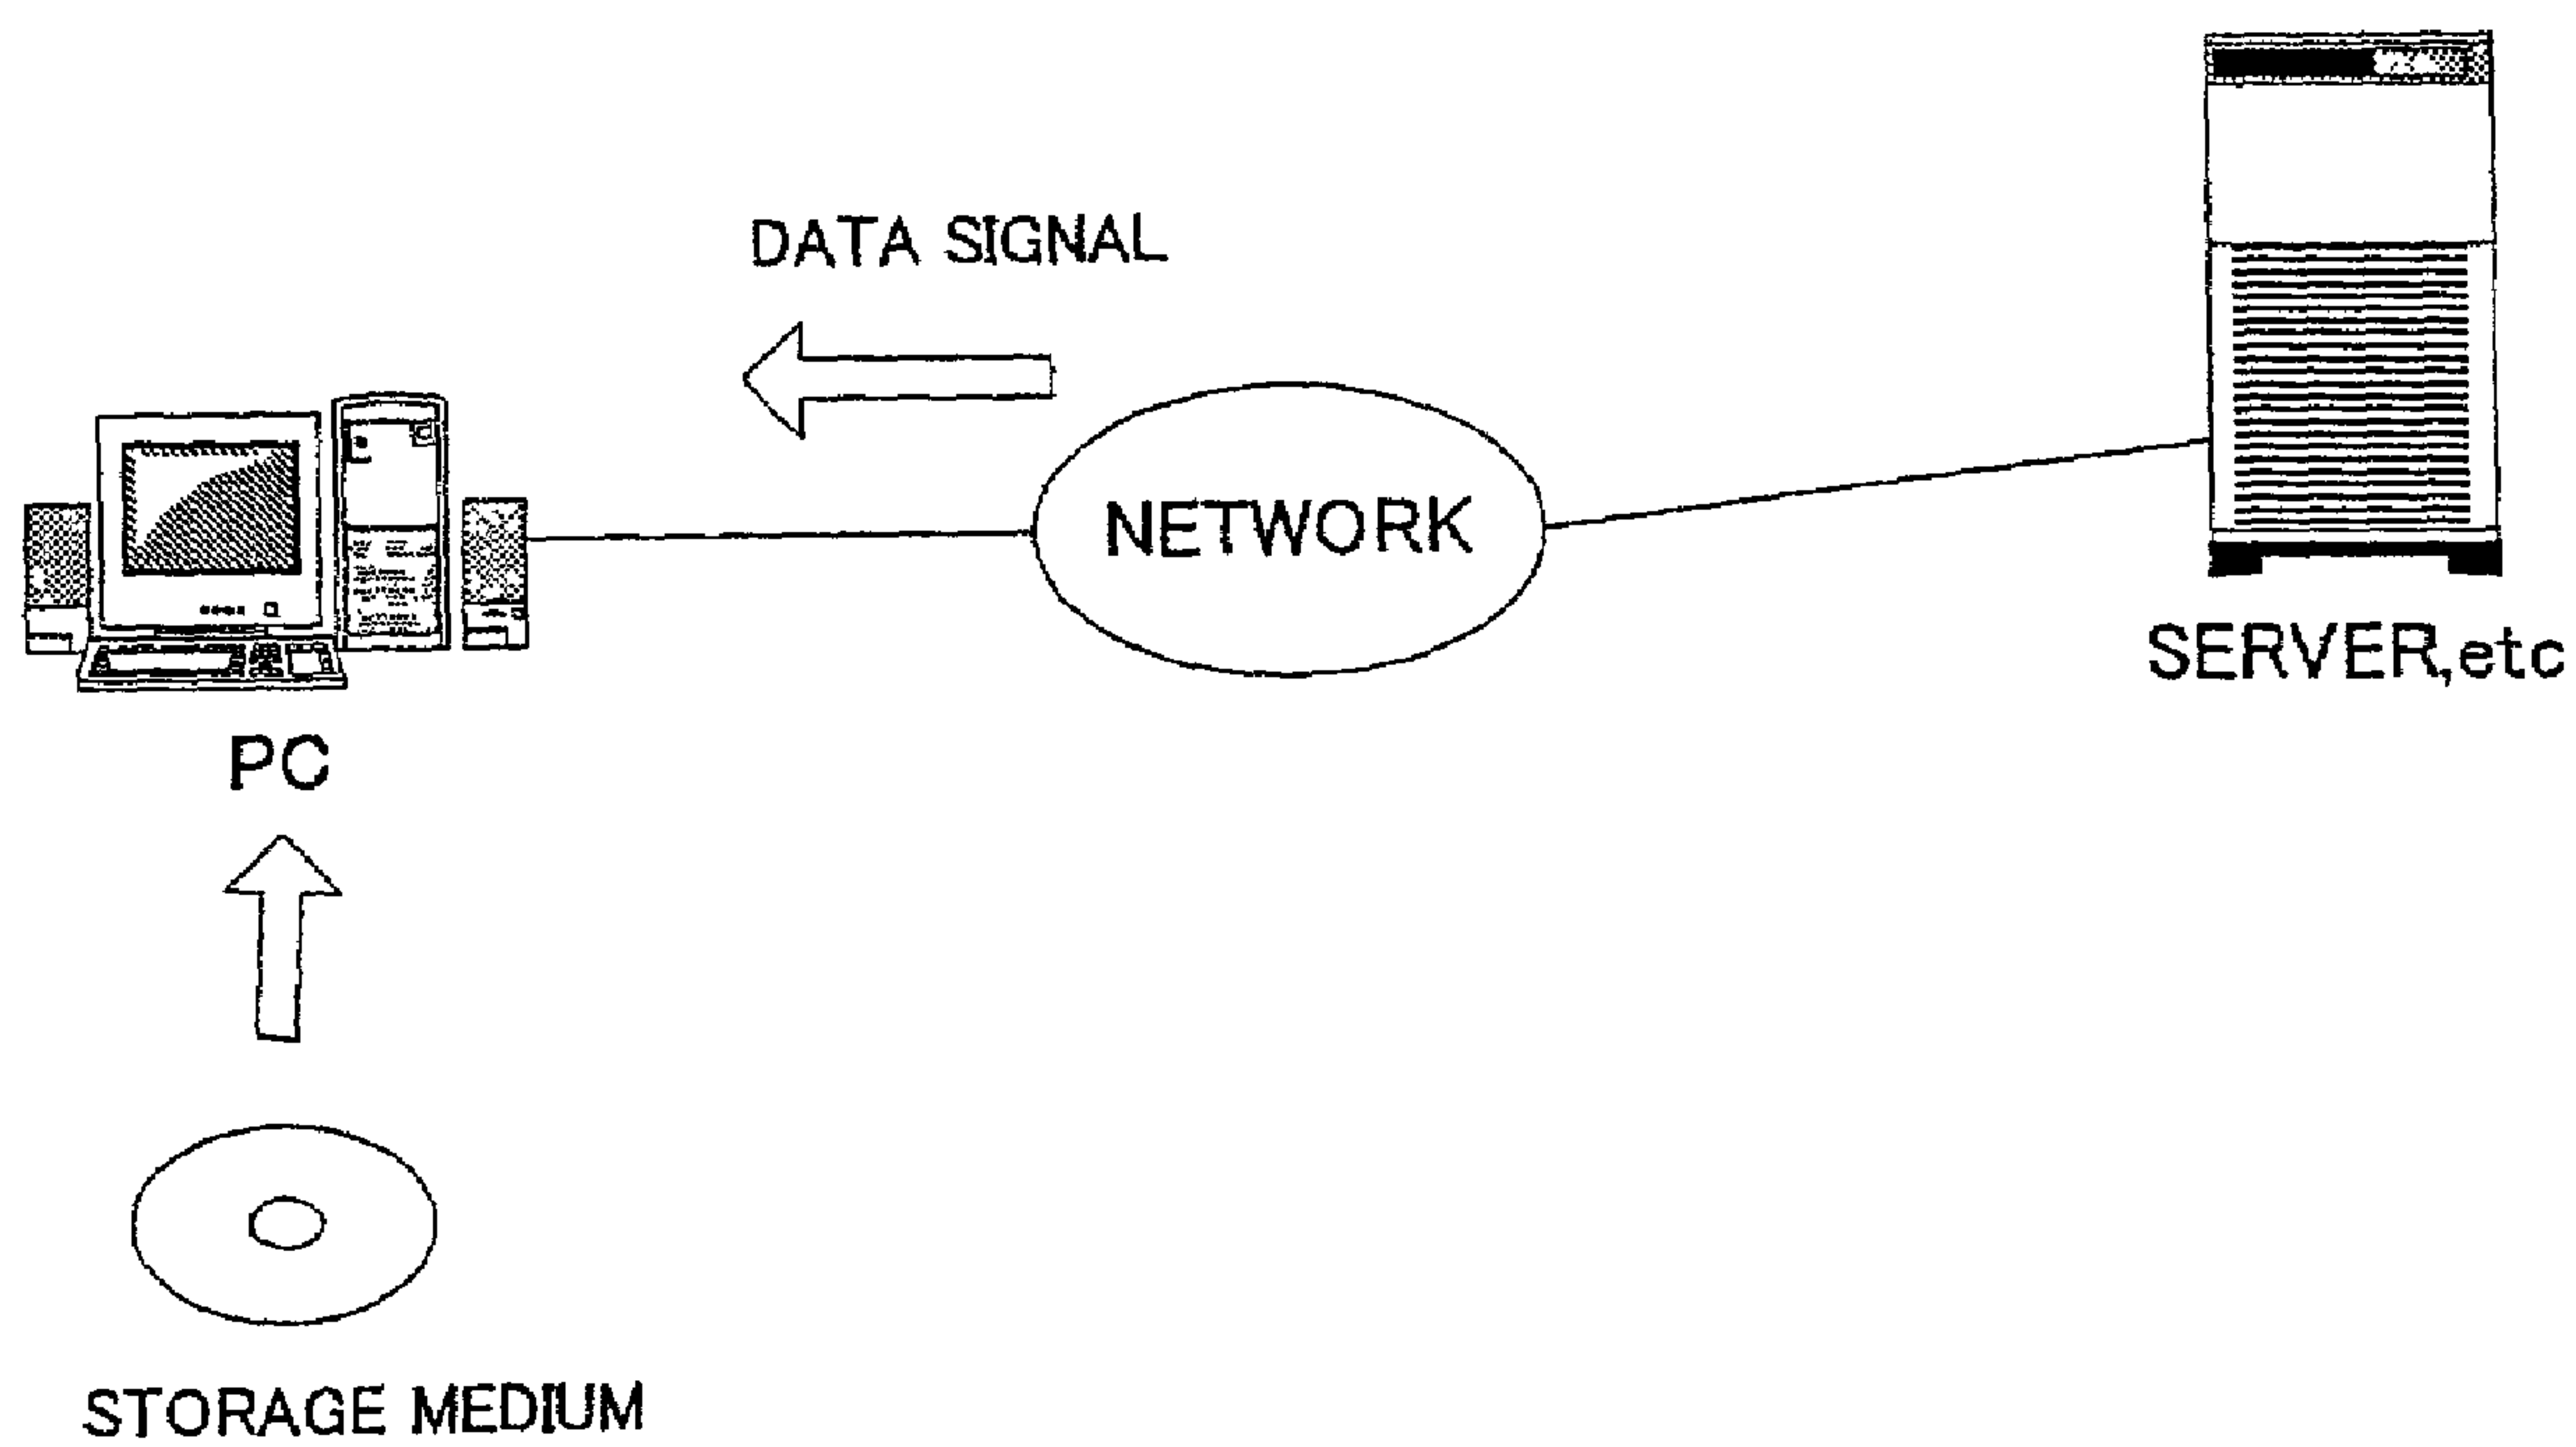 DATA SIGNAL
NETWORK
SERVER,etc
PC
STORAGE MEDIUM